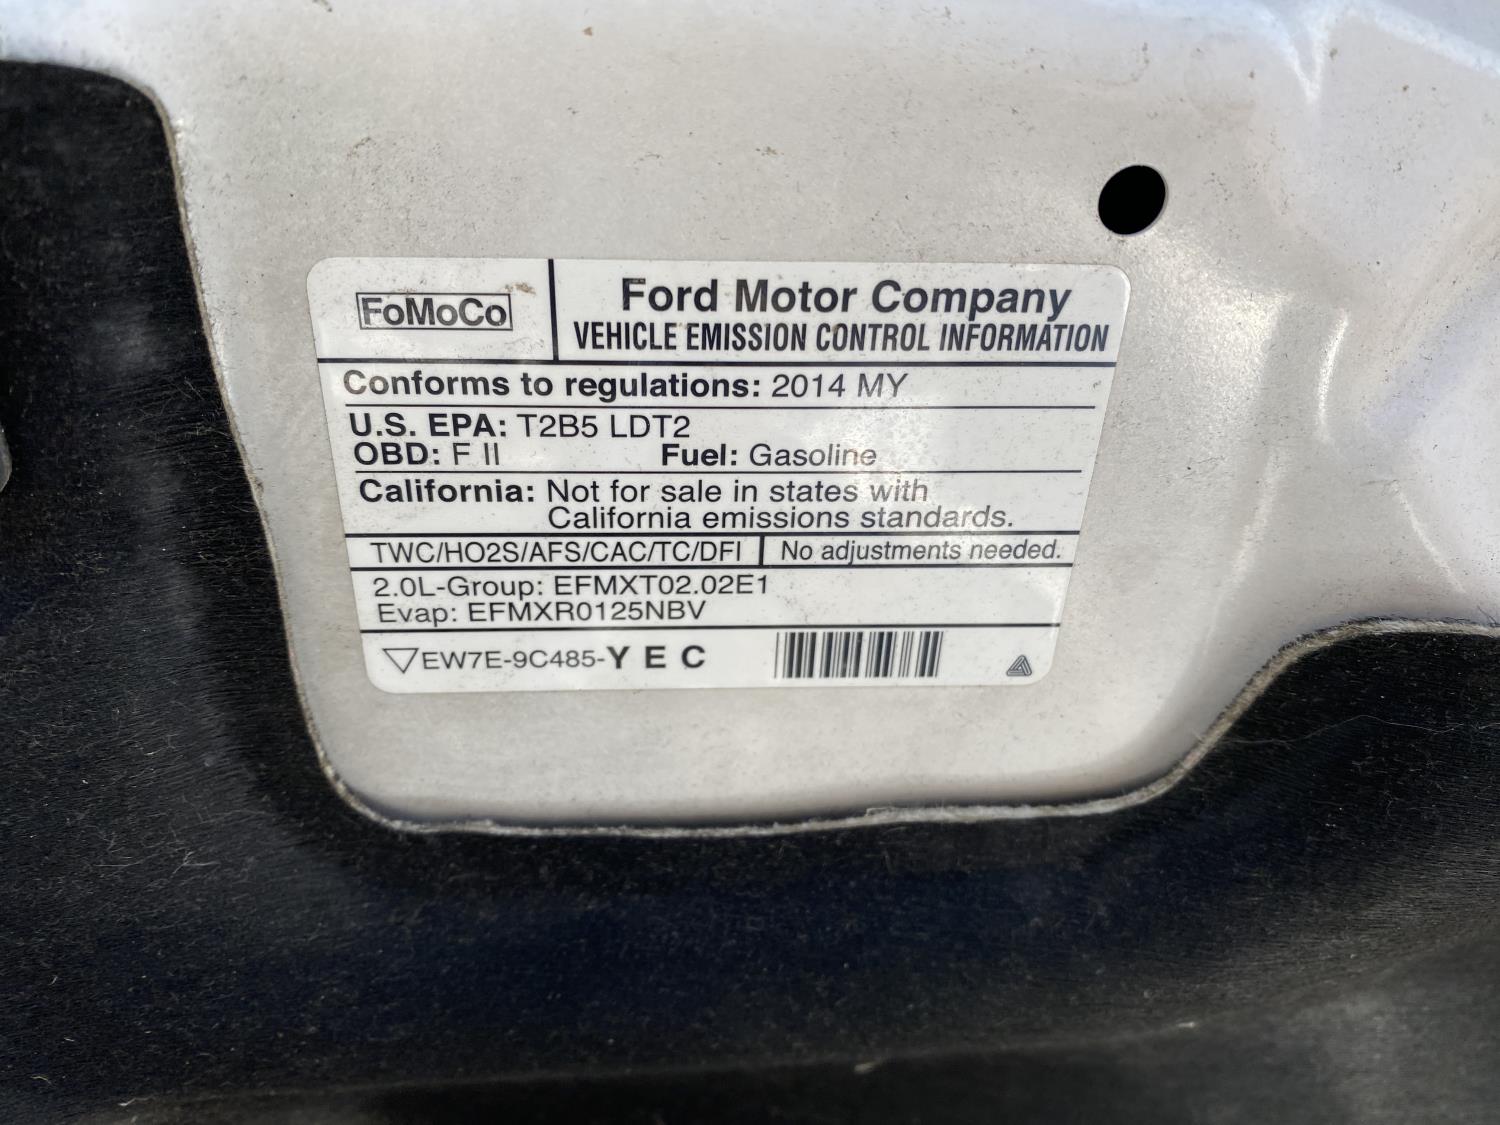 FoMoCo
Ford Motor Company
VEHICLE EMISSION CONTROL INFORMATION
Conforms to regulations: 2014 MY
U.S. EPA: T2B5 LDT2
OBD: F II Fuel: Gasoline
California: Not for sale in states with
California emissions standards.
TWC/HO2S/AFS/CAC/TC/DFI No adjustments needed.
2.0L-Group: EFMXT02.02E1
Evap: EFMXR0125NBV
EW7E-9C485-Y E C